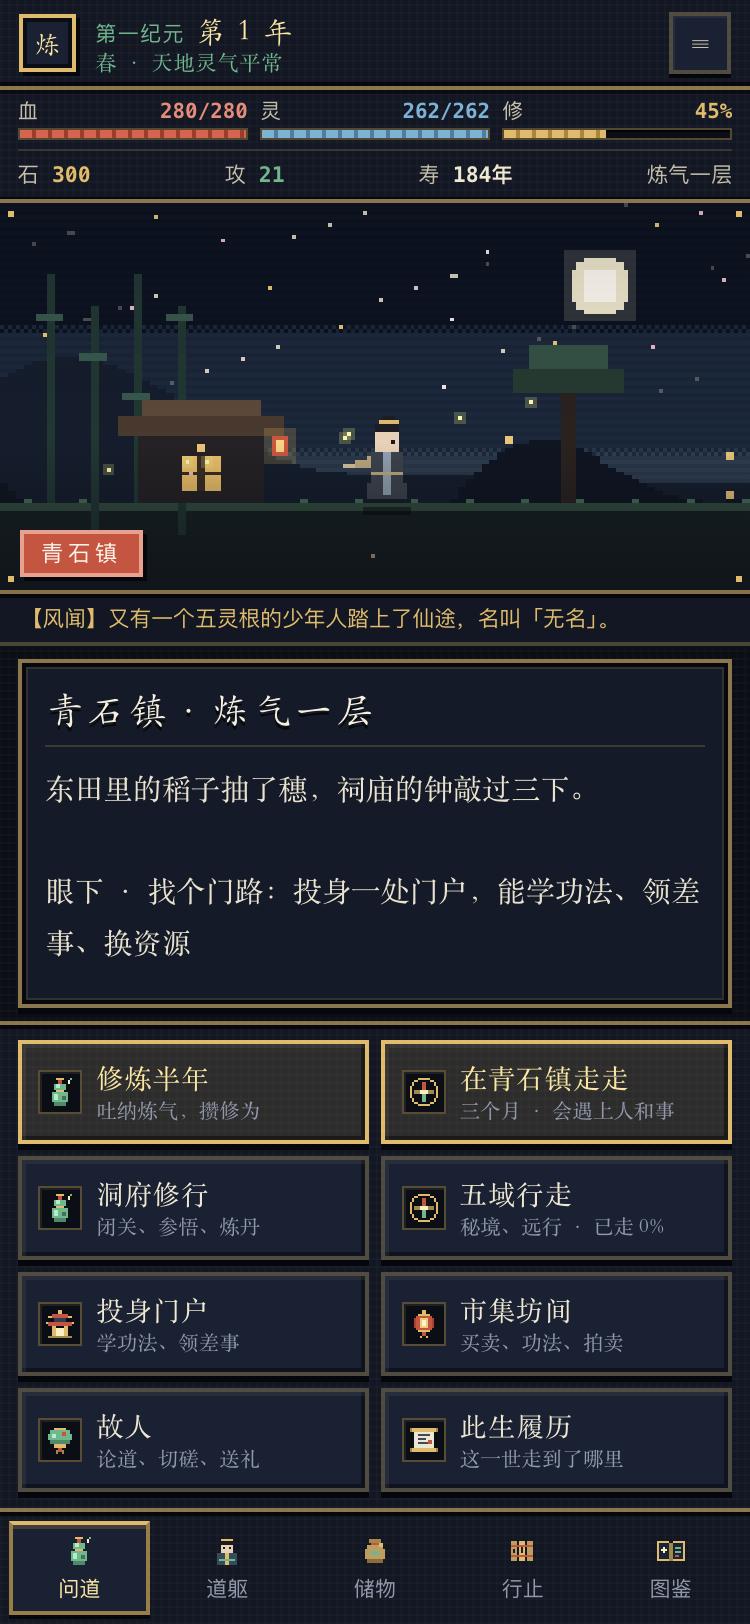 炼
第一纪元 第 1 年
春 · 天地灵气平常
血 280/280 灵 262/262 修 45%
石 300 攻 21 寿 184年 炼气一层
青石镇
【风闻】又有一个五灵根的少年人踏上了仙途，名叫「无名」。
青石镇 · 炼气一层
东田里的稻子抽了穗，祠庙的钟敲过三下。
眼下 · 找个门路：投身一处门户，能学功法、领差
事、换资源
修炼半年
吐纳炼气，攒修为
在青石镇走走
三个月 · 会遇上人和事
洞府修行
闭关、参悟、炼丹
五域行走
秘境、远行 · 已走 0%
投身门户
学功法、领差事
市集坊间
买卖、功法、拍卖
故人
论道、切磋、送礼
此生履历
这一世走到了哪里
问道 道躯 储物 行止 图鉴